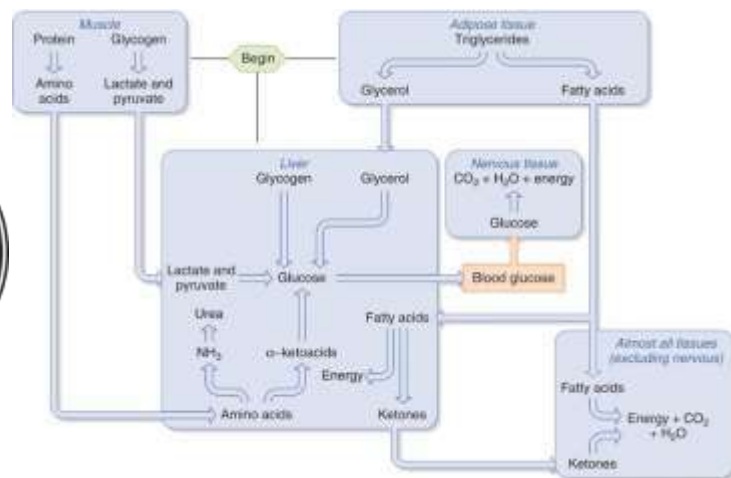 Muscle
Protein Glycogen
Amino acids
Lactate and pyruvate
Begin
Adipose tissue
Triglycerides
Glycerol Fatty acids
Liver
Glycogen Glycerol
Nervous tissue
CO₂ + H₂O + energy
Glucose
Lactate and pyruvate
Glucose
Blood glucose
Urea
Fatty acids
NH₃ α–ketoacids
Energy
Amino acids Ketones
Almost all tissues
(excluding nervous)
Fatty acids
Energy + CO₂
+ H₂O
Ketones